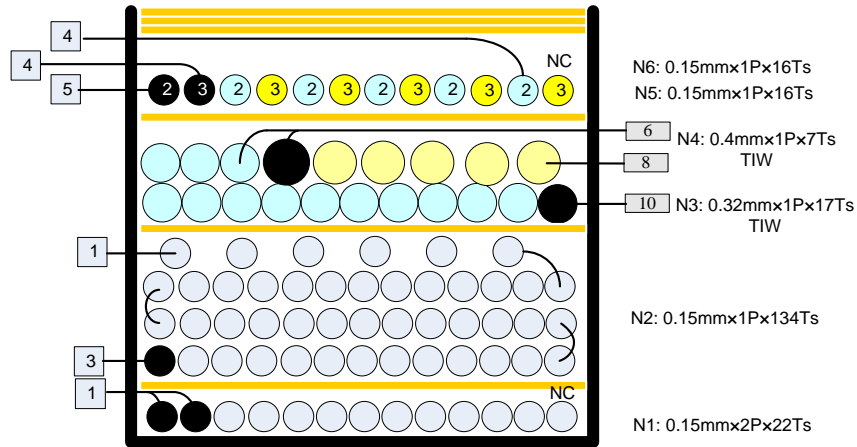 4
NC
N6: 0.15mm×1P×16Ts
4
5
2 3 2 3 2 3 2 3 2 3 2 3
N5: 0.15mm×1P×16Ts
6
N4: 0.4mm×1P×7Ts
TIW
8
10
N3: 0.32mm×1P×17Ts
TIW
1
N2: 0.15mm×1P×134Ts
3
1
NC
N1: 0.15mm×2P×22Ts